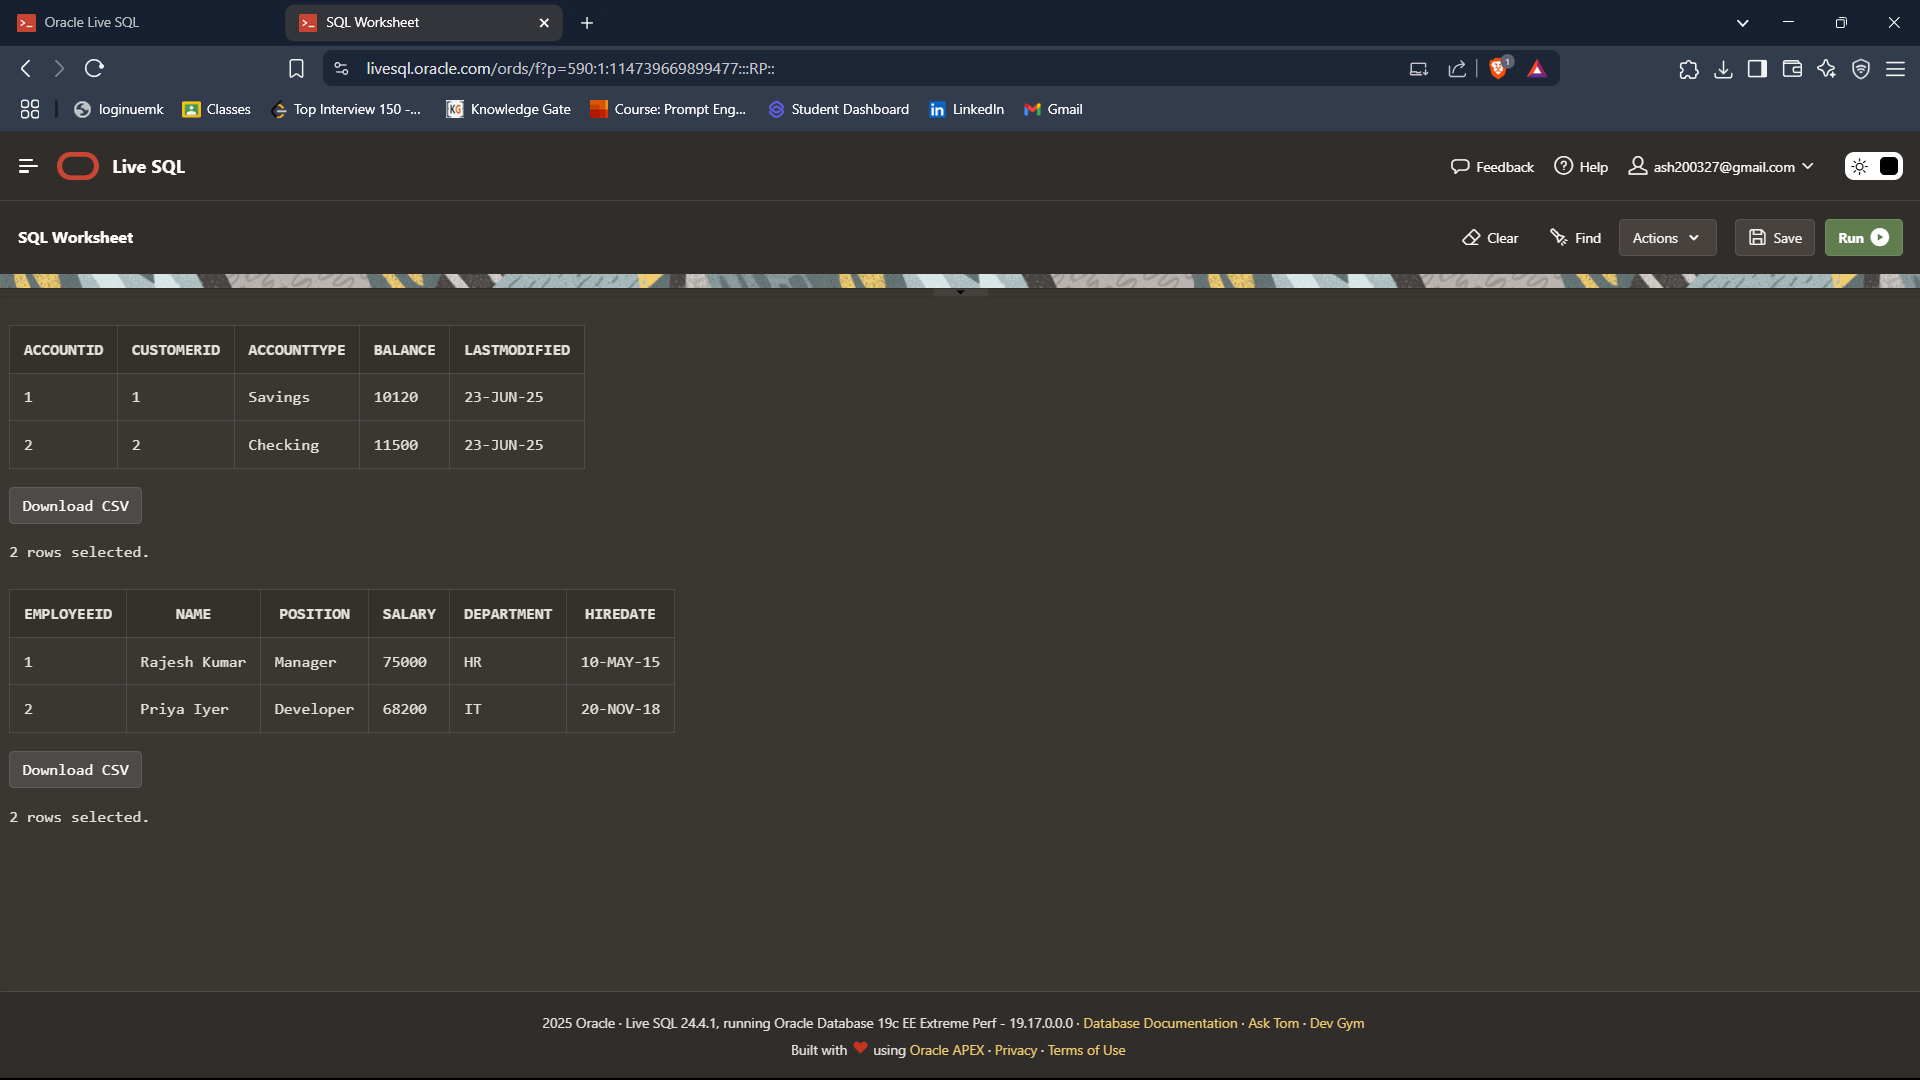 Oracle Live SQL
SQL Worksheet
livesql.oracle.com/ords/f?p=590:1:114739669899477:::RP::
1
loginuemk
Classes
Top Interview 150 -...
KG Knowledge Gate
Course: Prompt Eng...
Student Dashboard
in LinkedIn
Gmail
Live SQL
Feedback
Help
ash200327@gmail.com
SQL Worksheet
Clear
Find
Actions
Save
Run
ACCOUNTID CUSTOMERID ACCOUNTTYPE BALANCE LASTMODIFIED
1 1 Savings 10120 23-JUN-25
2 2 Checking 11500 23-JUN-25
Download CSV
2 rows selected.
EMPLOYEEID NAME POSITION SALARY DEPARTMENT HIREDATE
1 Rajesh Kumar Manager 75000 HR 10-MAY-15
2 Priya Iyer Developer 68200 IT 20-NOV-18
Download CSV
2 rows selected.
2025 Oracle · Live SQL 24.4.1, running Oracle Database 19c EE Extreme Perf - 19.17.0.0.0 · Database Documentation · Ask Tom · Dev Gym
Built with ❤ using Oracle APEX · Privacy · Terms of Use